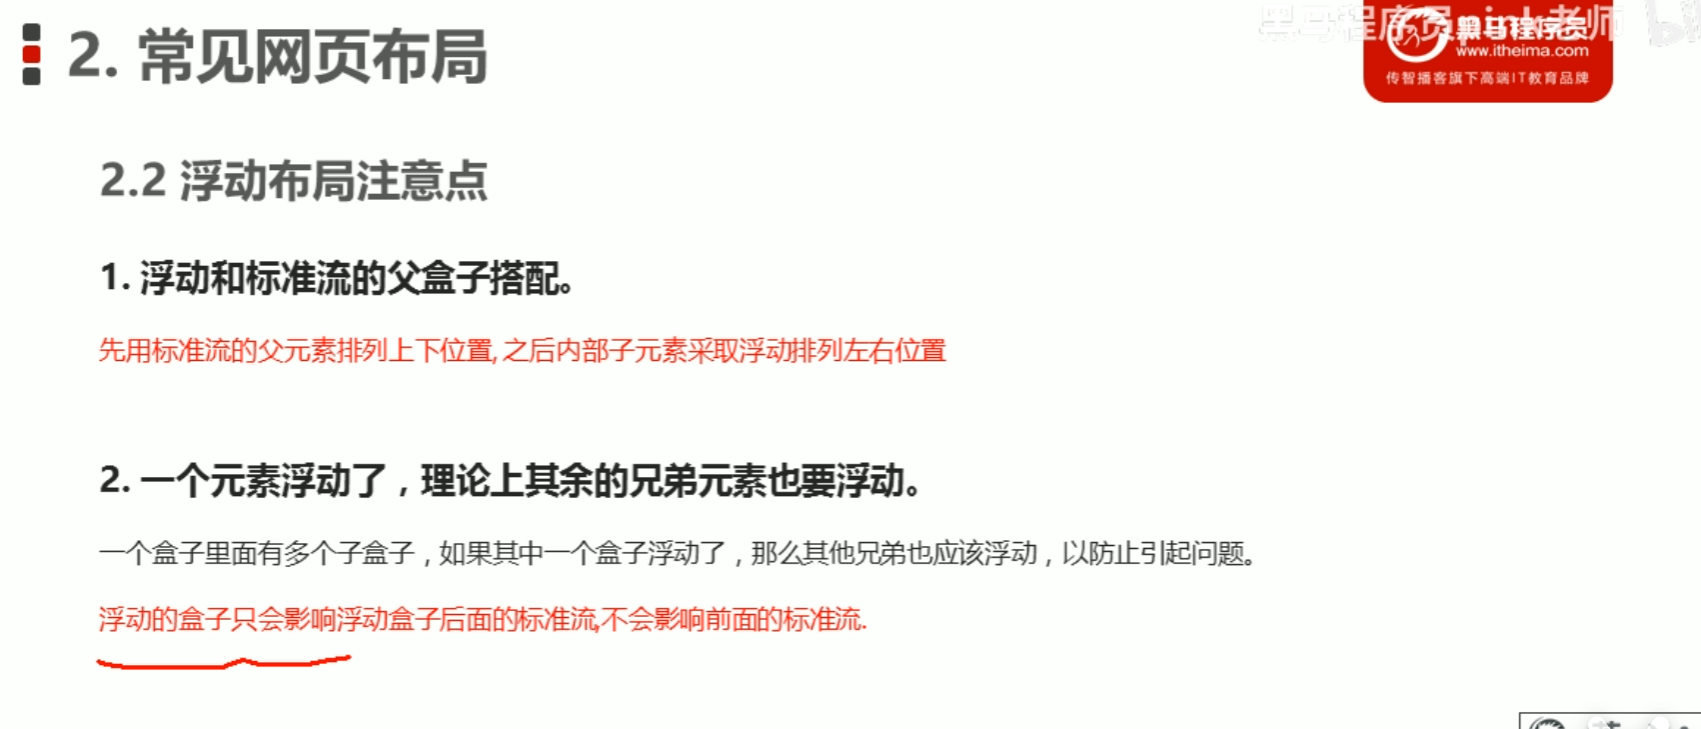 2. 常见网页布局
黑马程序员pink老师
黑马程序员
www.itheima.com
传智播客旗下高端IT教育品牌
2.2 浮动布局注意点
1. 浮动和标准流的父盒子搭配。
先用标准流的父元素排列上下位置, 之后内部子元素采取浮动排列左右位置
2. 一个元素浮动了，理论上其余的兄弟元素也要浮动。
一个盒子里面有多个子盒子，如果其中一个盒子浮动了，那么其他兄弟也应该浮动，以防止引起问题。
浮动的盒子只会影响浮动盒子后面的标准流,不会影响前面的标准流.